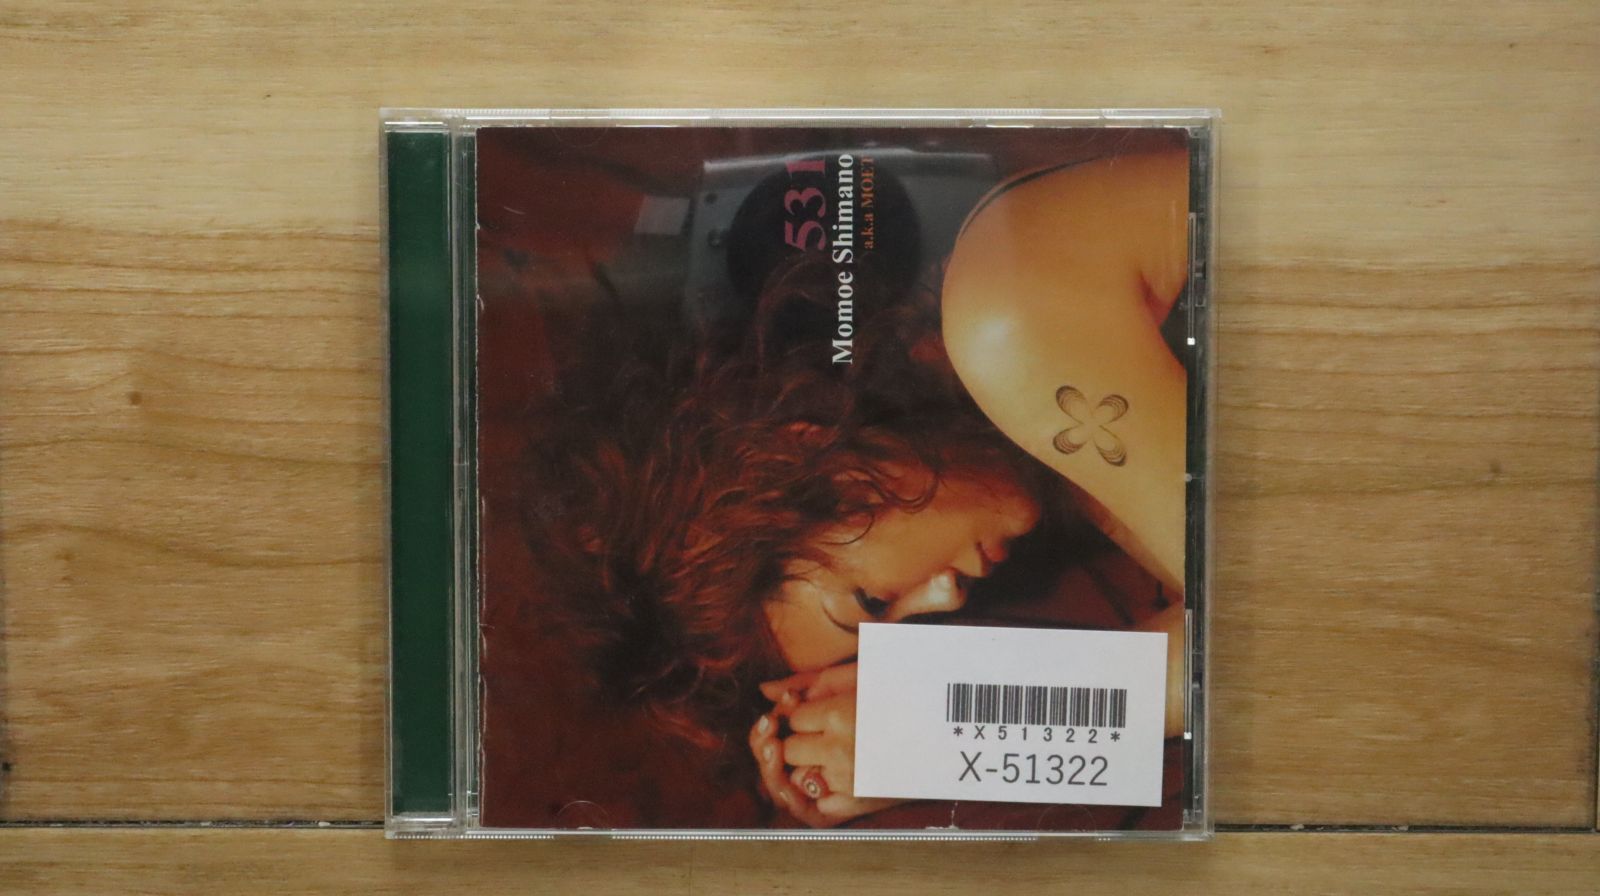 531
Momoe Shimano
a.k.a MOET
*X51322*
X-51322